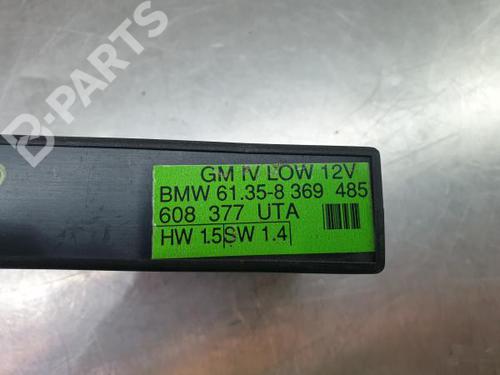 B-PARTS
GM IV LOW 12V
BMW 61.35-8 369 485
608 377 UTA
HW 1.5 SW 1.4